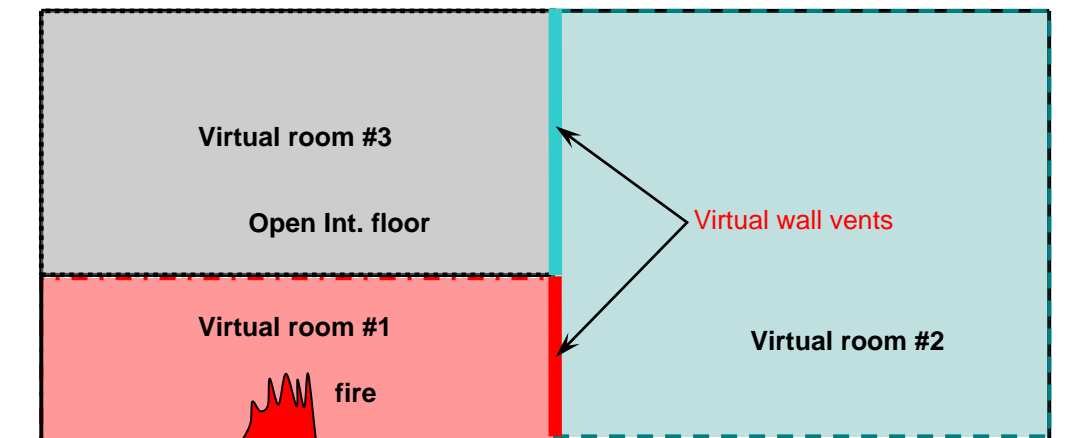 Virtual room #3
Open Int. floor
Virtual wall vents
Virtual room #1
Virtual room #2
fire